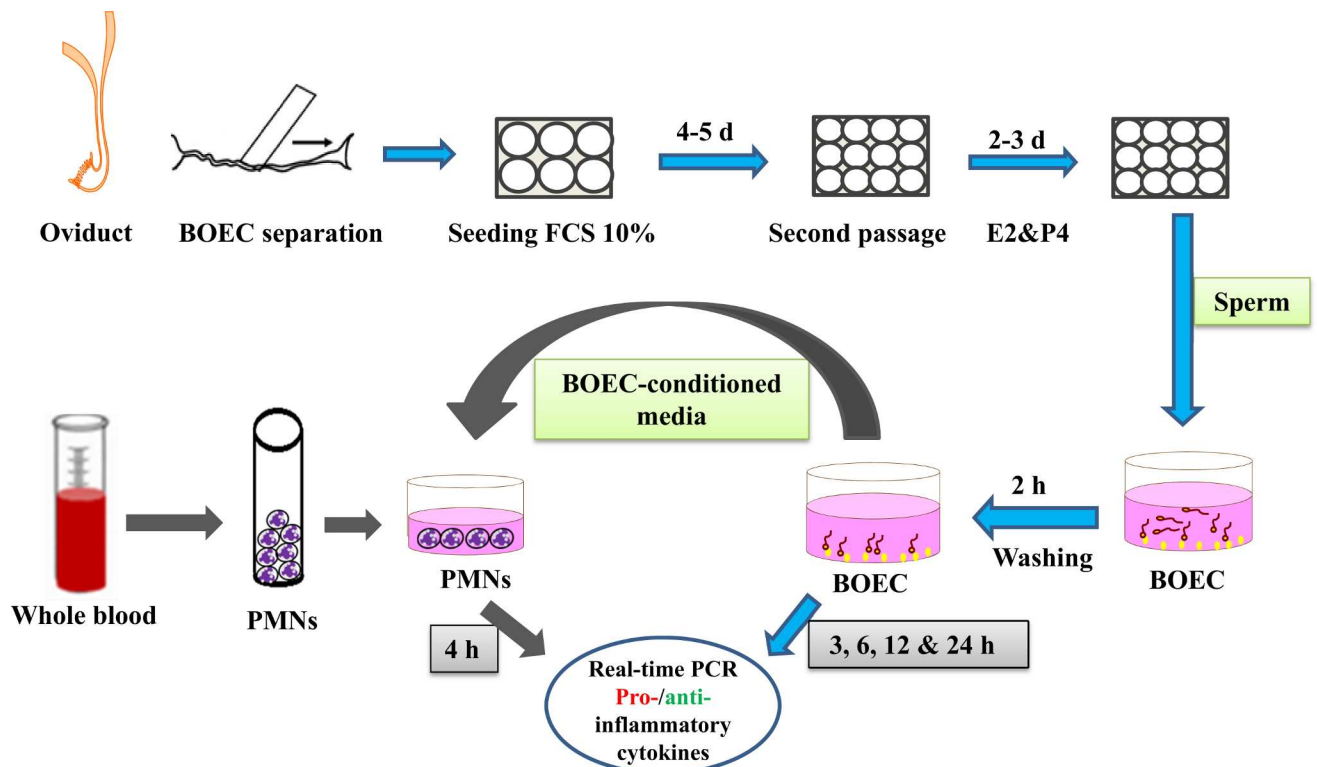 4-5 d
2-3 d
Oviduct
BOEC separation
Seeding FCS 10%
Second passage
E2&P4
Sperm
BOEC-conditioned
media
2 h
Washing
BOEC
BOEC
PMNs
Whole blood
PMNs
4 h
3, 6, 12 & 24 h
Real-time PCR
Pro-/anti-
inflammatory
cytokines